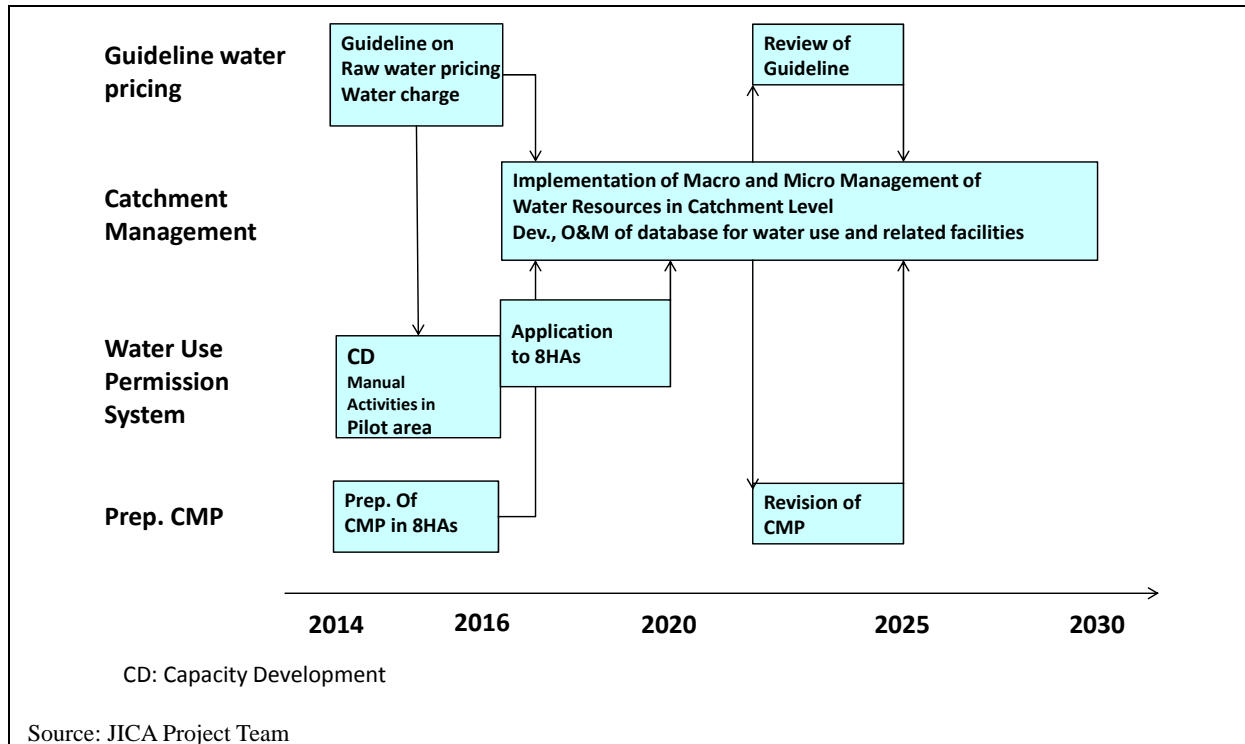 Guideline water
pricing
Guideline on
Raw water pricing
Water charge
Review of
Guideline
Catchment
Management
Implementation of Macro and Micro Management of
Water Resources in Catchment Level
Dev., O&M of database for water use and related facilities
Water Use
Permission
System
CD
Manual
Activities in
Pilot area
Application
to 8HAs
Prep. CMP
Prep. Of
CMP in 8HAs
Revision of
CMP
2014 2016 2020 2025 2030
CD: Capacity Development
Source: JICA Project Team